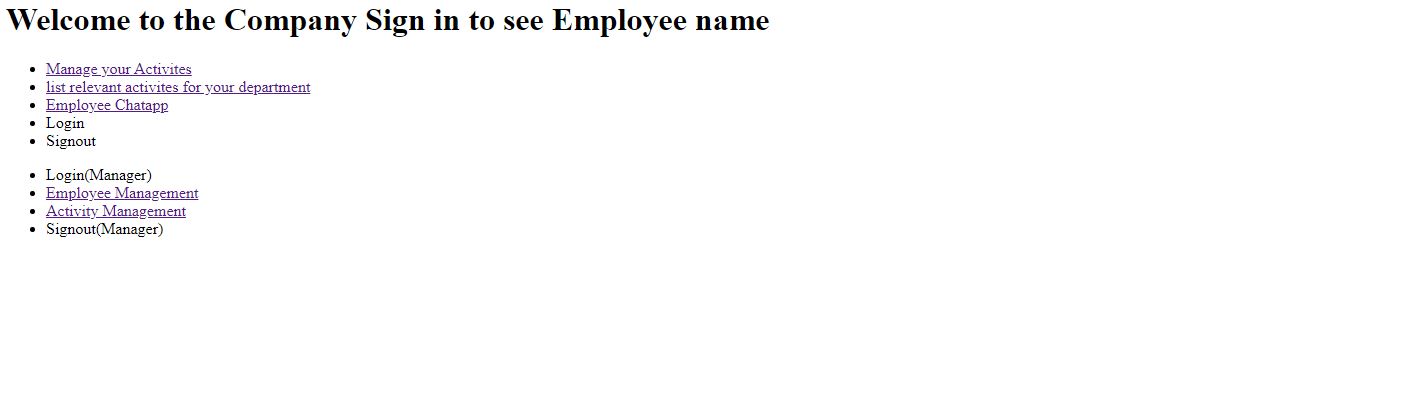 Welcome to the Company Sign in to see Employee name
Manage your Activites
list relevant activites for your department
Employee Chatapp
Login
Signout
Login(Manager)
Employee Management
Activity Management
Signout(Manager)